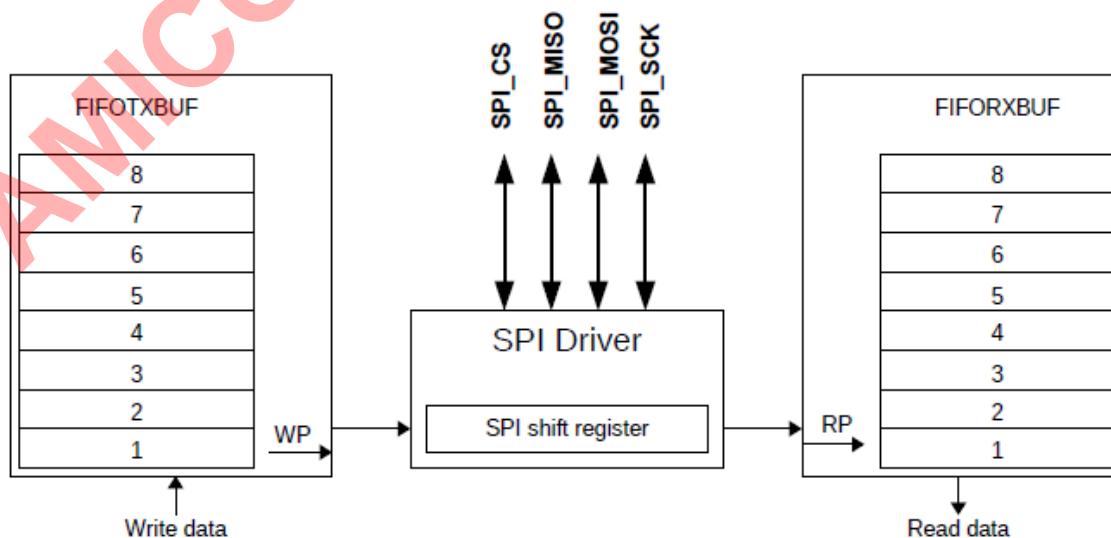 AMICC
SPI_CS
SPI_MISO
SPI_MOSI
SPI_SCK
FIFOTXBUF
8
7
6
5
4
3
2
1
WP
Write data
SPI Driver
SPI shift register
FIFORXBUF
8
7
6
5
4
3
2
1
RP
Read data